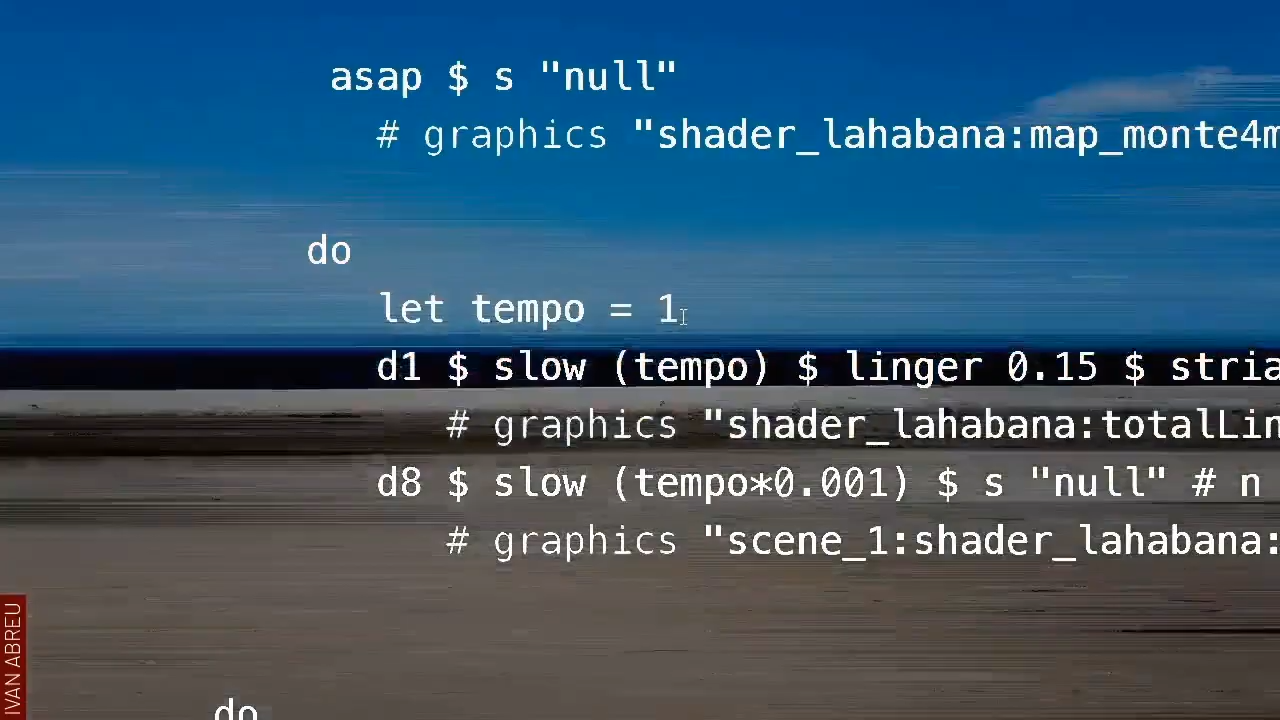 asap $ s "null"
# graphics "shader_lahabana:map_monte4m
do
let tempo = 1
d1 $ slow (tempo) $ linger 0.15 $ stria
# graphics "shader_lahabana:totalLin
d8 $ slow (tempo*0.001) $ s "null" # n
# graphics "scene_1:shader_lahabana:
do
IVAN ABREU